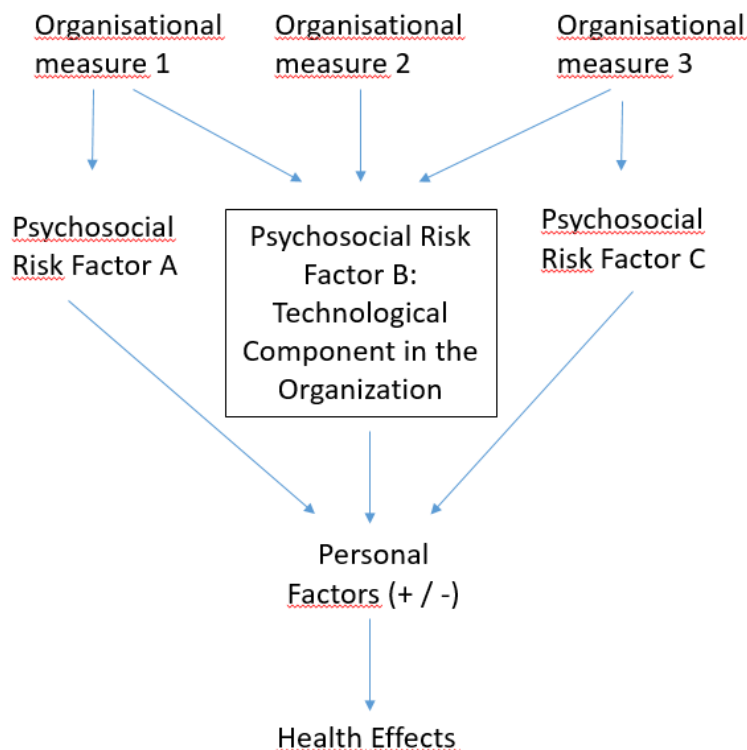 Organisational
measure 1
Organisational
measure 2
Organisational
measure 3
Psychosocial
Risk Factor A
Psychosocial Risk
Factor B:
Technological
Component in the
Organization
Psychosocial
Risk Factor C
Personal
Factors (+ / -)
Health Effects